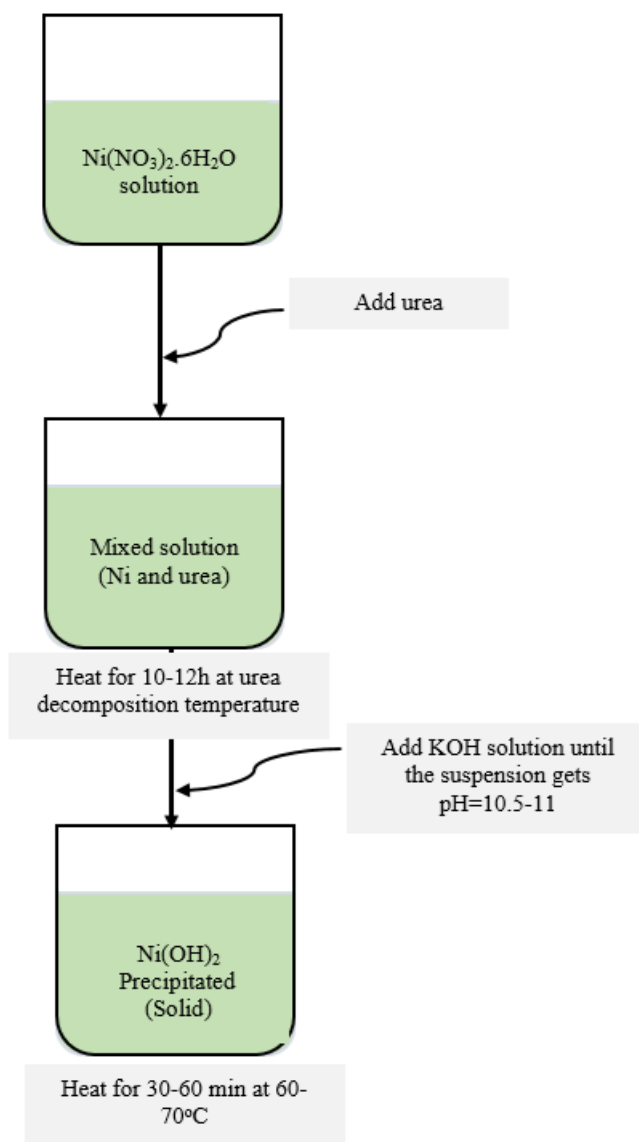 Ni(NO₃)₂.6H₂O
solution
Add urea
Mixed solution
(Ni and urea)
Heat for 10-12h at urea
decomposition temperature
Add KOH solution until
the suspension gets
pH=10.5-11
Ni(OH)₂
Precipitated
(Solid)
Heat for 30-60 min at 60-
70ºC